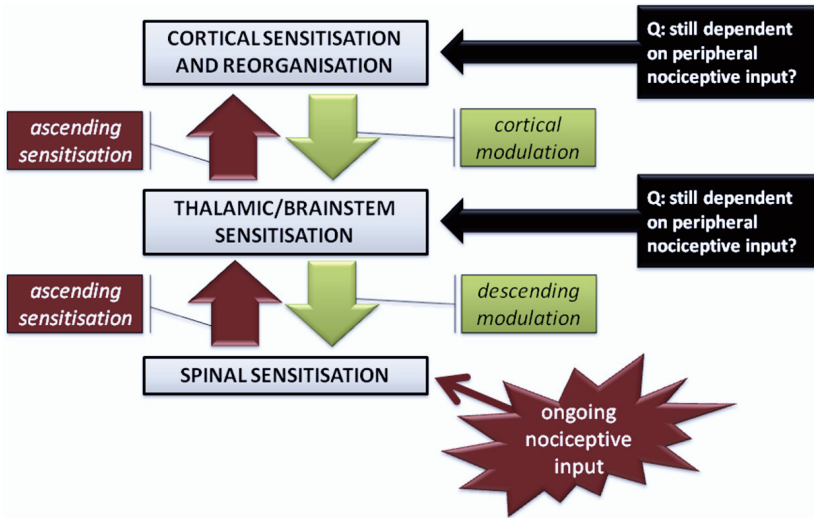 CORTICAL SENSITISATION
AND REORGANISATION
Q: still dependent
on peripheral
nociceptive input?
ascending
sensitisation
cortical
modulation
THALAMIC/BRAINSTEM
SENSITISATION
Q: still dependent
on peripheral
nociceptive input?
ascending
sensitisation
descending
modulation
SPINAL SENSITISATION
ongoing
nociceptive
input